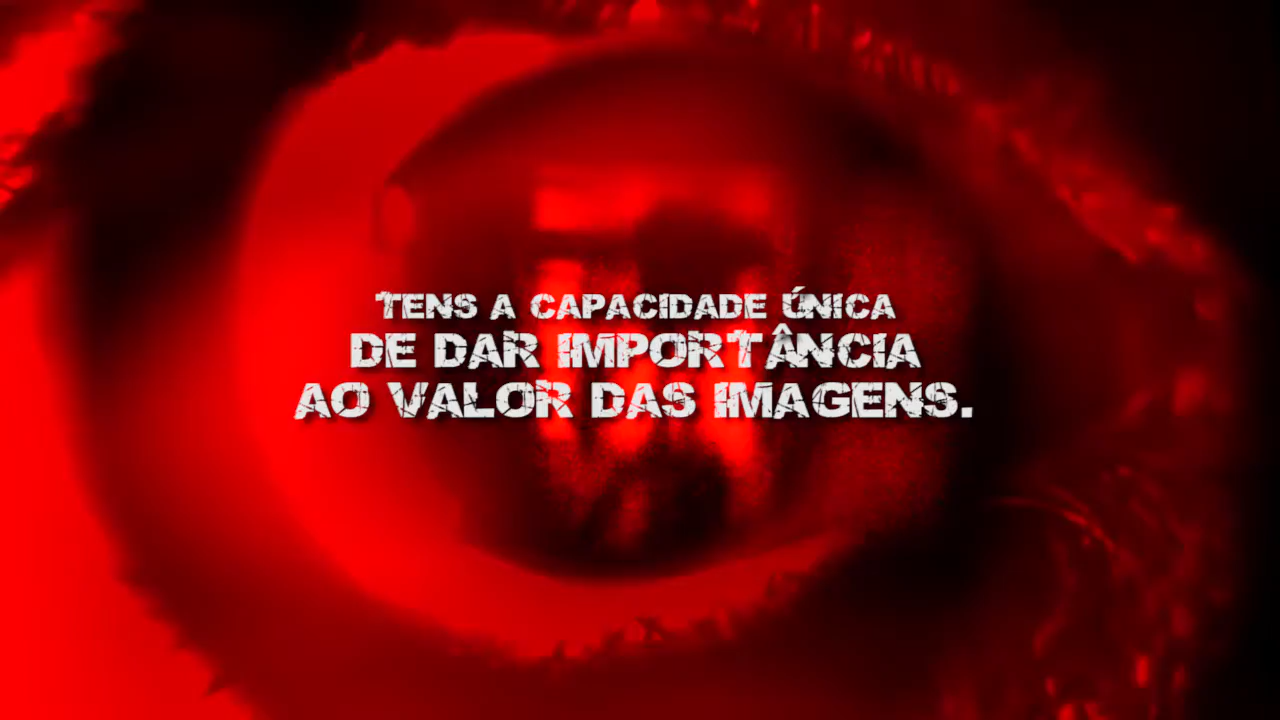 TENS A CAPACIDADE ÚNICA
DE DAR IMPORTÂNCIA
AO VALOR DAS IMAGENS.